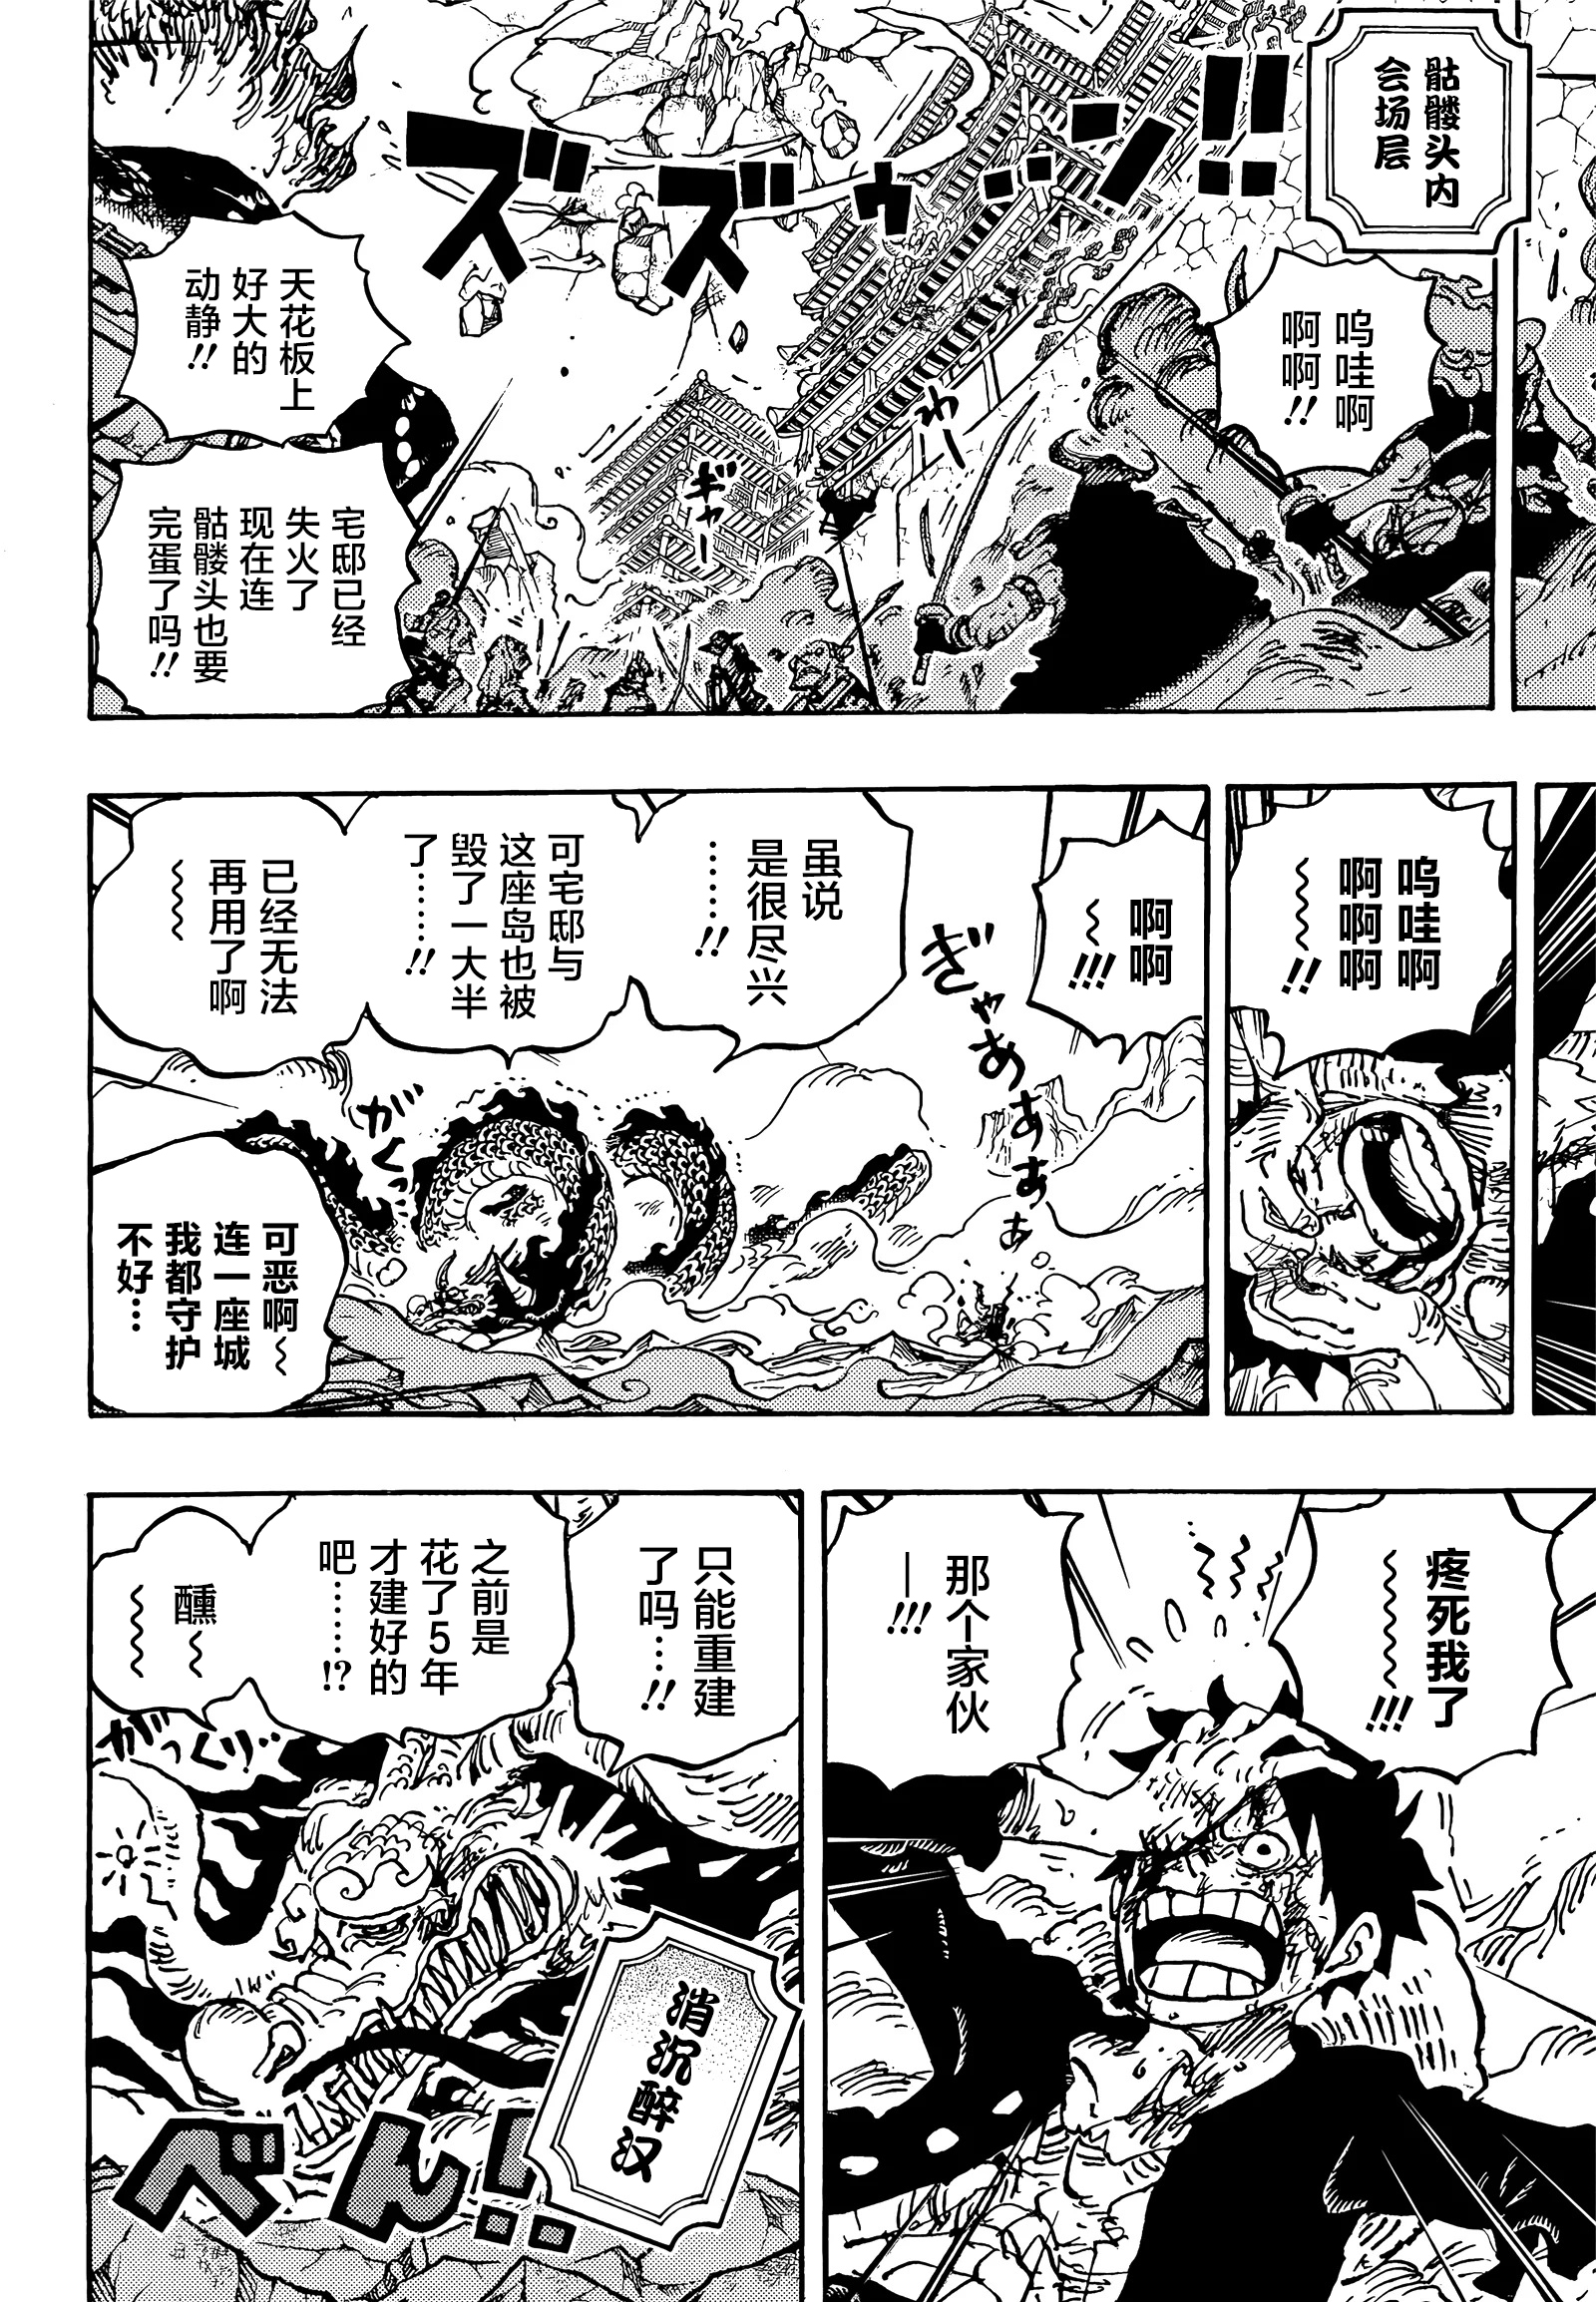 骷髅头内
会场层
ズズゥンン!!
呜哇啊
啊啊!!
わー
ギャー
天花板上
好大的
动静!!
宅邸已经
失火了
现在连
骷髅头也要
完蛋了吗!!
呜哇啊
啊啊啊
～～～!!
啊啊
～!!!
ぎゃああああ
虽说
是很尽兴
……!!
可宅邸与
这座岛也被
毁了一大半
了……!!
已经无法
再用了啊
～～～
がくっ
可恶啊～
连一座城
我都守护
不好…
疼死我了
～～～!!!
那个家伙
—!!!
只能重建
了吗…!!
之前是
花了5年
才建好的
吧……!?
醺～
～～～
がっくり…
消沉醉汉
べん!!